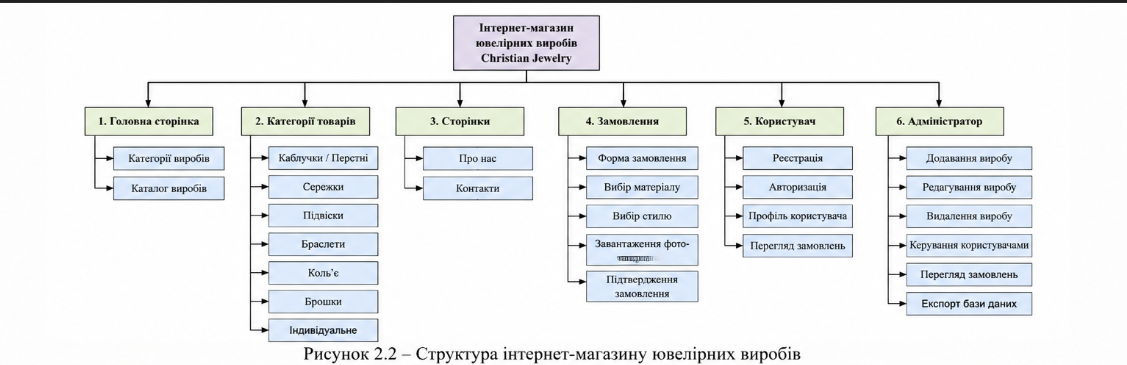 Інтернет-магазин
ювелірних виробів
Christian Jewelry
1. Головна сторінка
Категорії виробів
Каталог виробів
2. Категорії товарів
Каблучки / Перстні
Сережки
Підвіски
Браслети
Кольʼє
Брошки
Індивідуальне
3. Сторінки
Про нас
Контакти
4. Замовлення
Форма замовлення
Вибір матеріалу
Вибір стилю
Завантаження фото-
Підтвердження
замовлення
5. Користувач
Реєстрація
Авторизація
Профіль користувача
Перегляд замовлень
6. Адміністратор
Додавання виробу
Редагування виробу
Видалення виробу
Керування користувачами
Перегляд замовлень
Експорт бази даних
Рисунок 2.2 – Структура інтернет-магазину ювелірних виробів